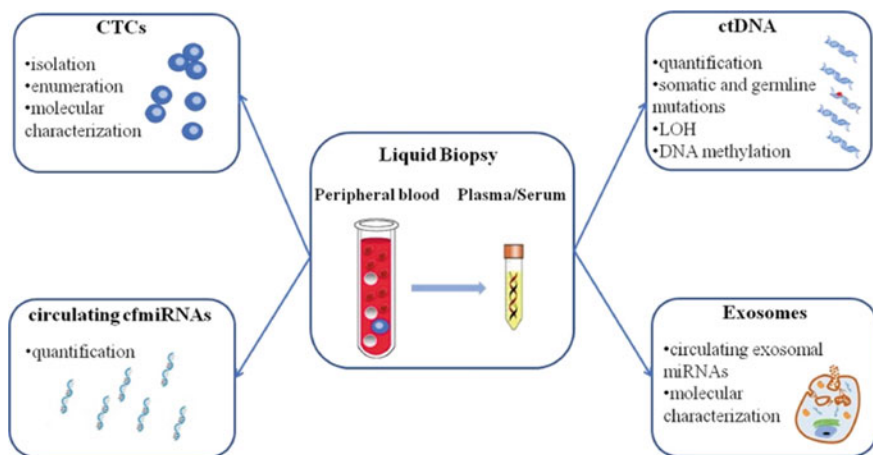 CTCs
•isolation
•enumeration
•molecular
characterization
ctDNA
•quantification
•somatic and germline
mutations
•LOH
•DNA methylation
Liquid Biopsy
Peripheral blood
Plasma/Serum
circulating cfmiRNAs
•quantification
Exosomes
•circulating exosomal
miRNAs
•molecular
characterization